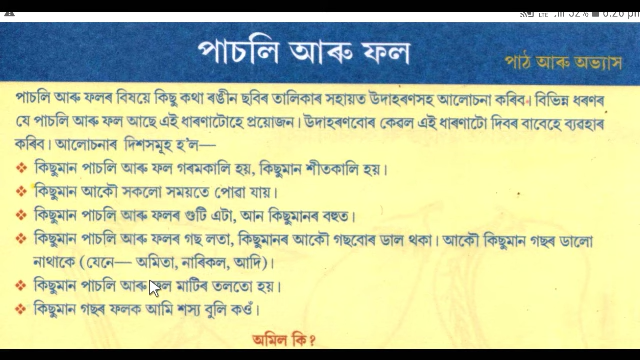 পাচলি আৰু ফল
পাঠ আৰু অভ্যাস
পাচলি আৰু ফলৰ বিষয়ে কিছু কথা ৰঙীন ছবিৰ তালিকাৰ সহায়ত উদাহৰণসহ আলোচনা কৰিব। বিভিন্ন ধৰণৰ
যে পাচলি আৰু ফল আছে এই ধাৰণাটোহে প্ৰয়োজন। উদাহৰণবোৰ কেৱল এই ধাৰণাটো দিবৰ বাবেহে ব্যৱহাৰ
কৰিব। আলোচনাৰ দিশসমূহ হ'ল—
❖ কিছুমান পাচলি আৰু ফল গৰমকালি হয়, কিছুমান শীতকালি হয়।
❖ কিছুমান আকৌ সকলো সময়তে পোৱা যায়।
❖ কিছুমান পাচলি আৰু ফলৰ গুটি এটা, আন কিছুমানৰ বহুত।
❖ কিছুমান পাচলি আৰু ফলৰ গছ লতা, কিছুমানৰ আকৌ গছবোৰ ডাল থকা। আকৌ কিছুমান গছৰ ডালো
নাথাকে (যেনে— অমিতা, নাৰিকল, আদি)।
❖ কিছুমান পাচলি আৰু ফল মাটিৰ তলতো হয়।
❖ কিছুমান গছৰ ফলক আমি শস্য বুলি কওঁ।
অমিল কি?